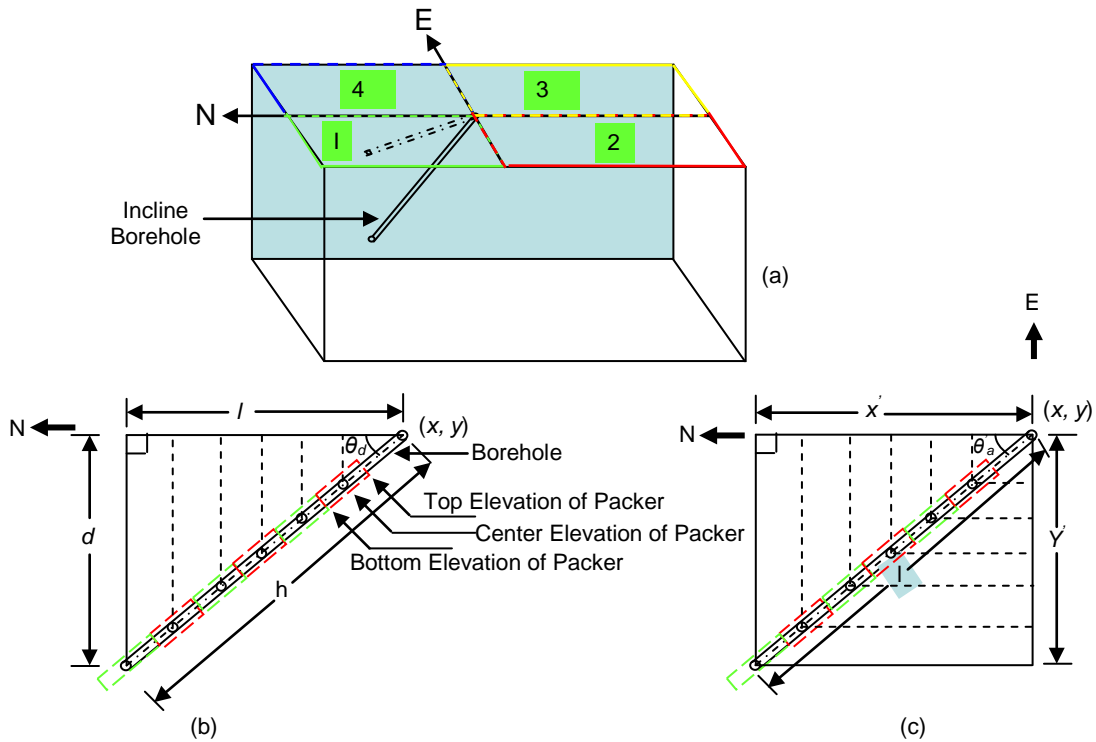 E
4
3
N
I
2
Incline
Borehole
(a)
E
l
x'
N
(x, y)
N
(x, y)
θd
θ'a
Borehole
Top Elevation of Packer
d
Center Elevation of Packer
Y'
Bottom Elevation of Packer
l
h
(b)
(c)